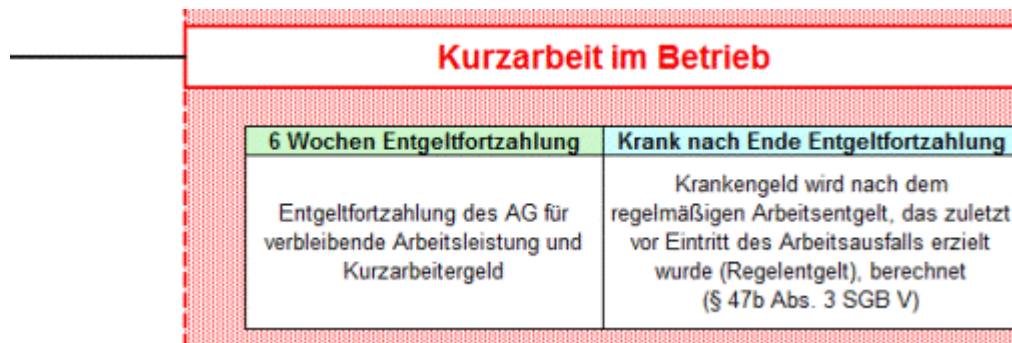 Kurzarbeit im Betrieb
6 Wochen Entgeltfortzahlung
Krank nach Ende Entgeltfortzahlung
Entgeltfortzahlung des AG für
verbleibende Arbeitsleistung und
Kurzarbeitergeld
Krankengeld wird nach dem
regelmäßigen Arbeitsentgelt, das zuletzt
vor Eintritt des Arbeitsausfalls erzielt
wurde (Regelentgelt), berechnet
(§ 47b Abs. 3 SGB V)